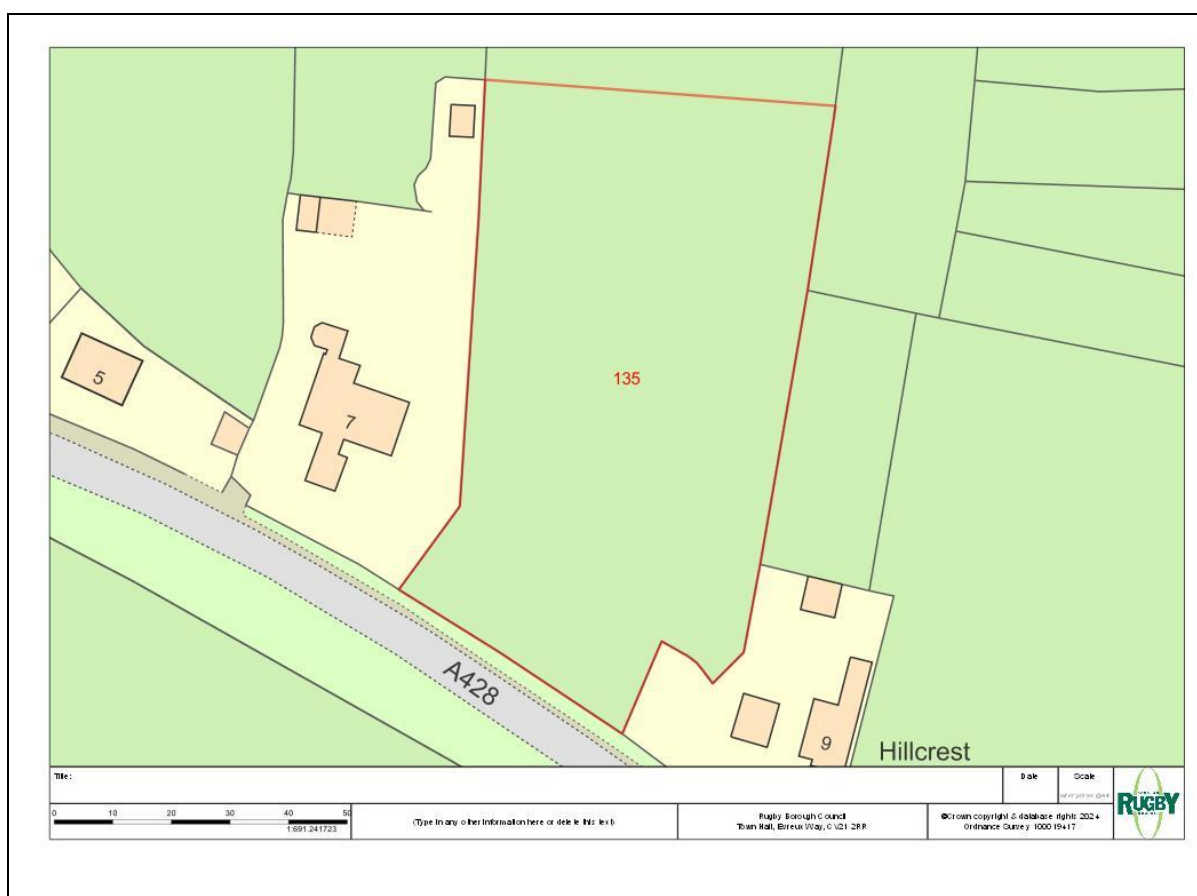 135
5
7
A428
9
Hillcrest
Title:
Date
Scale
0 10 20 30 40 50
1:691.241723
(Type in any other information here or delete this text)
Rugby Borough Council
Town Hall, Evreux Way, CV21 2RR
©Crown copyright & database rights 2024
Ordnance Survey 100019417
RUGBY